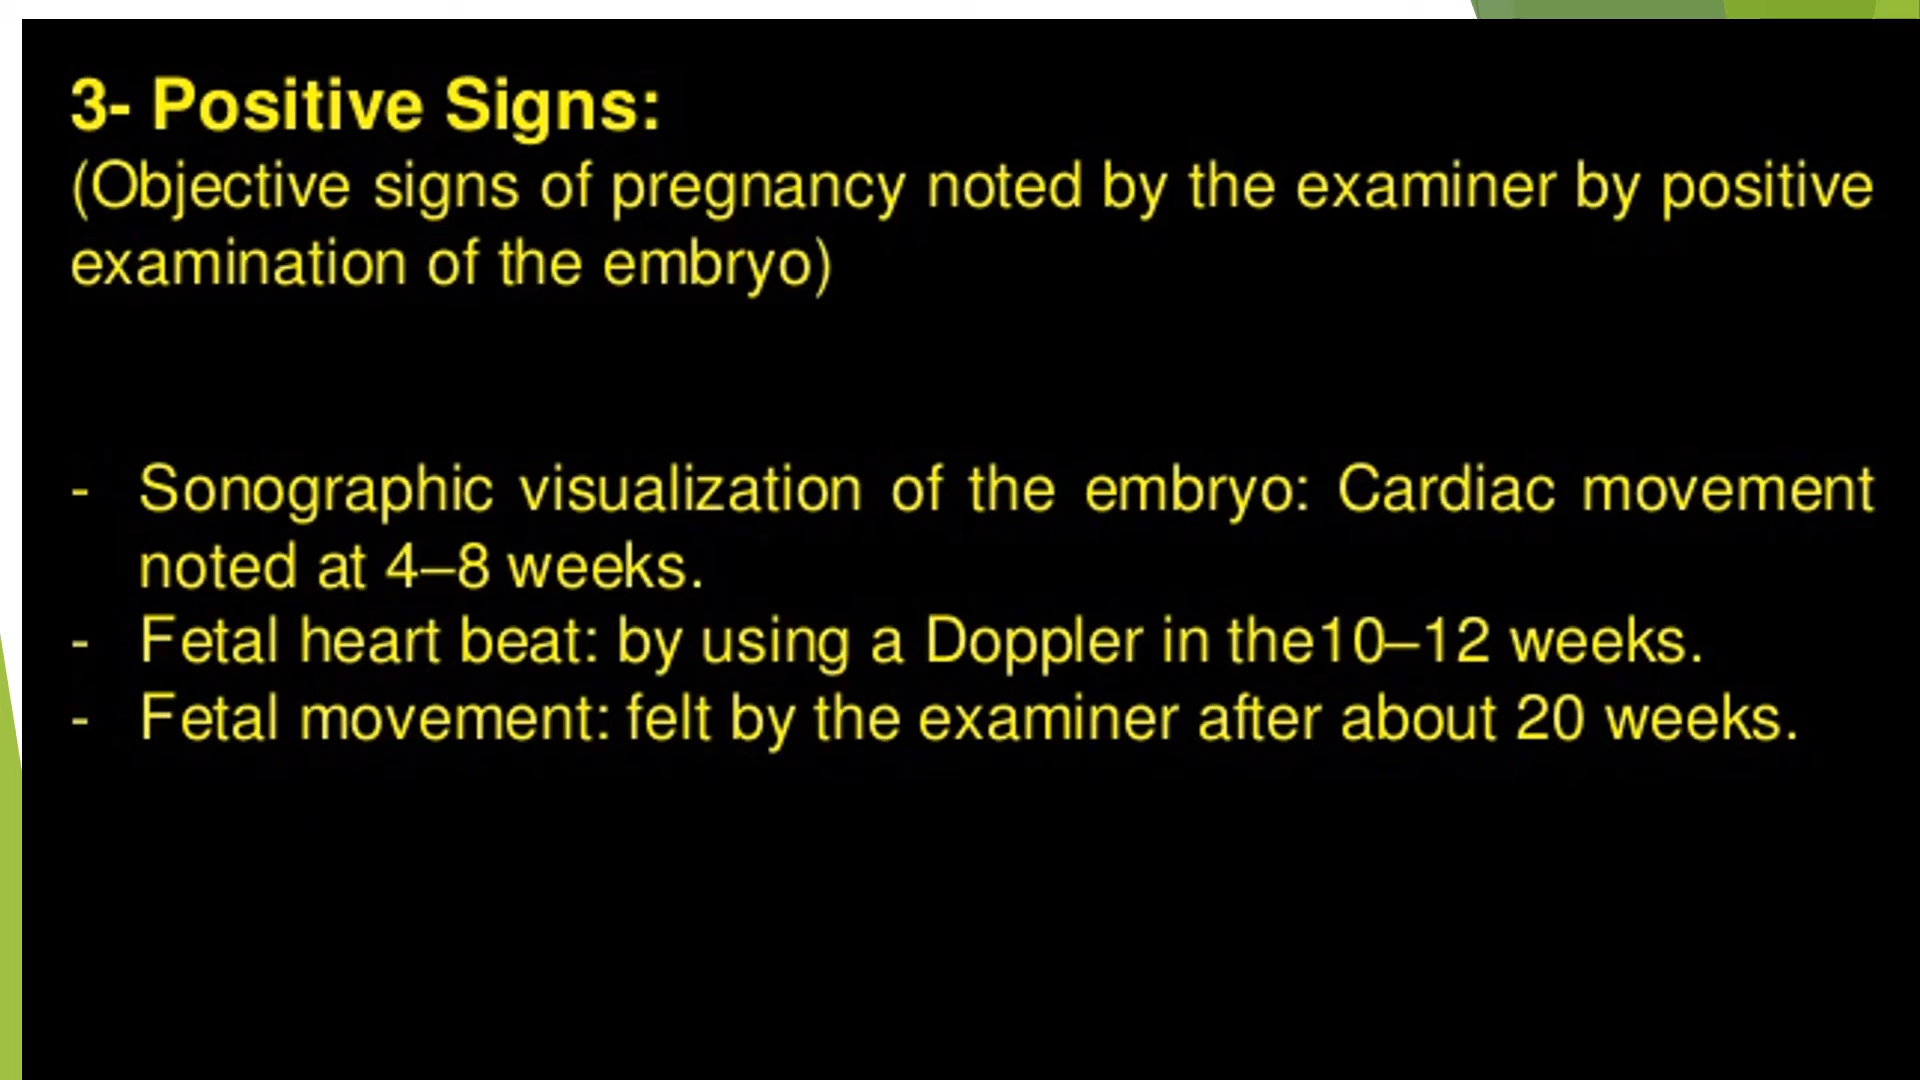 3- Positive Signs:
(Objective signs of pregnancy noted by the examiner by positive
examination of the embryo)
- Sonographic visualization of the embryo: Cardiac movement
noted at 4–8 weeks.
- Fetal heart beat: by using a Doppler in the10–12 weeks.
- Fetal movement: felt by the examiner after about 20 weeks.